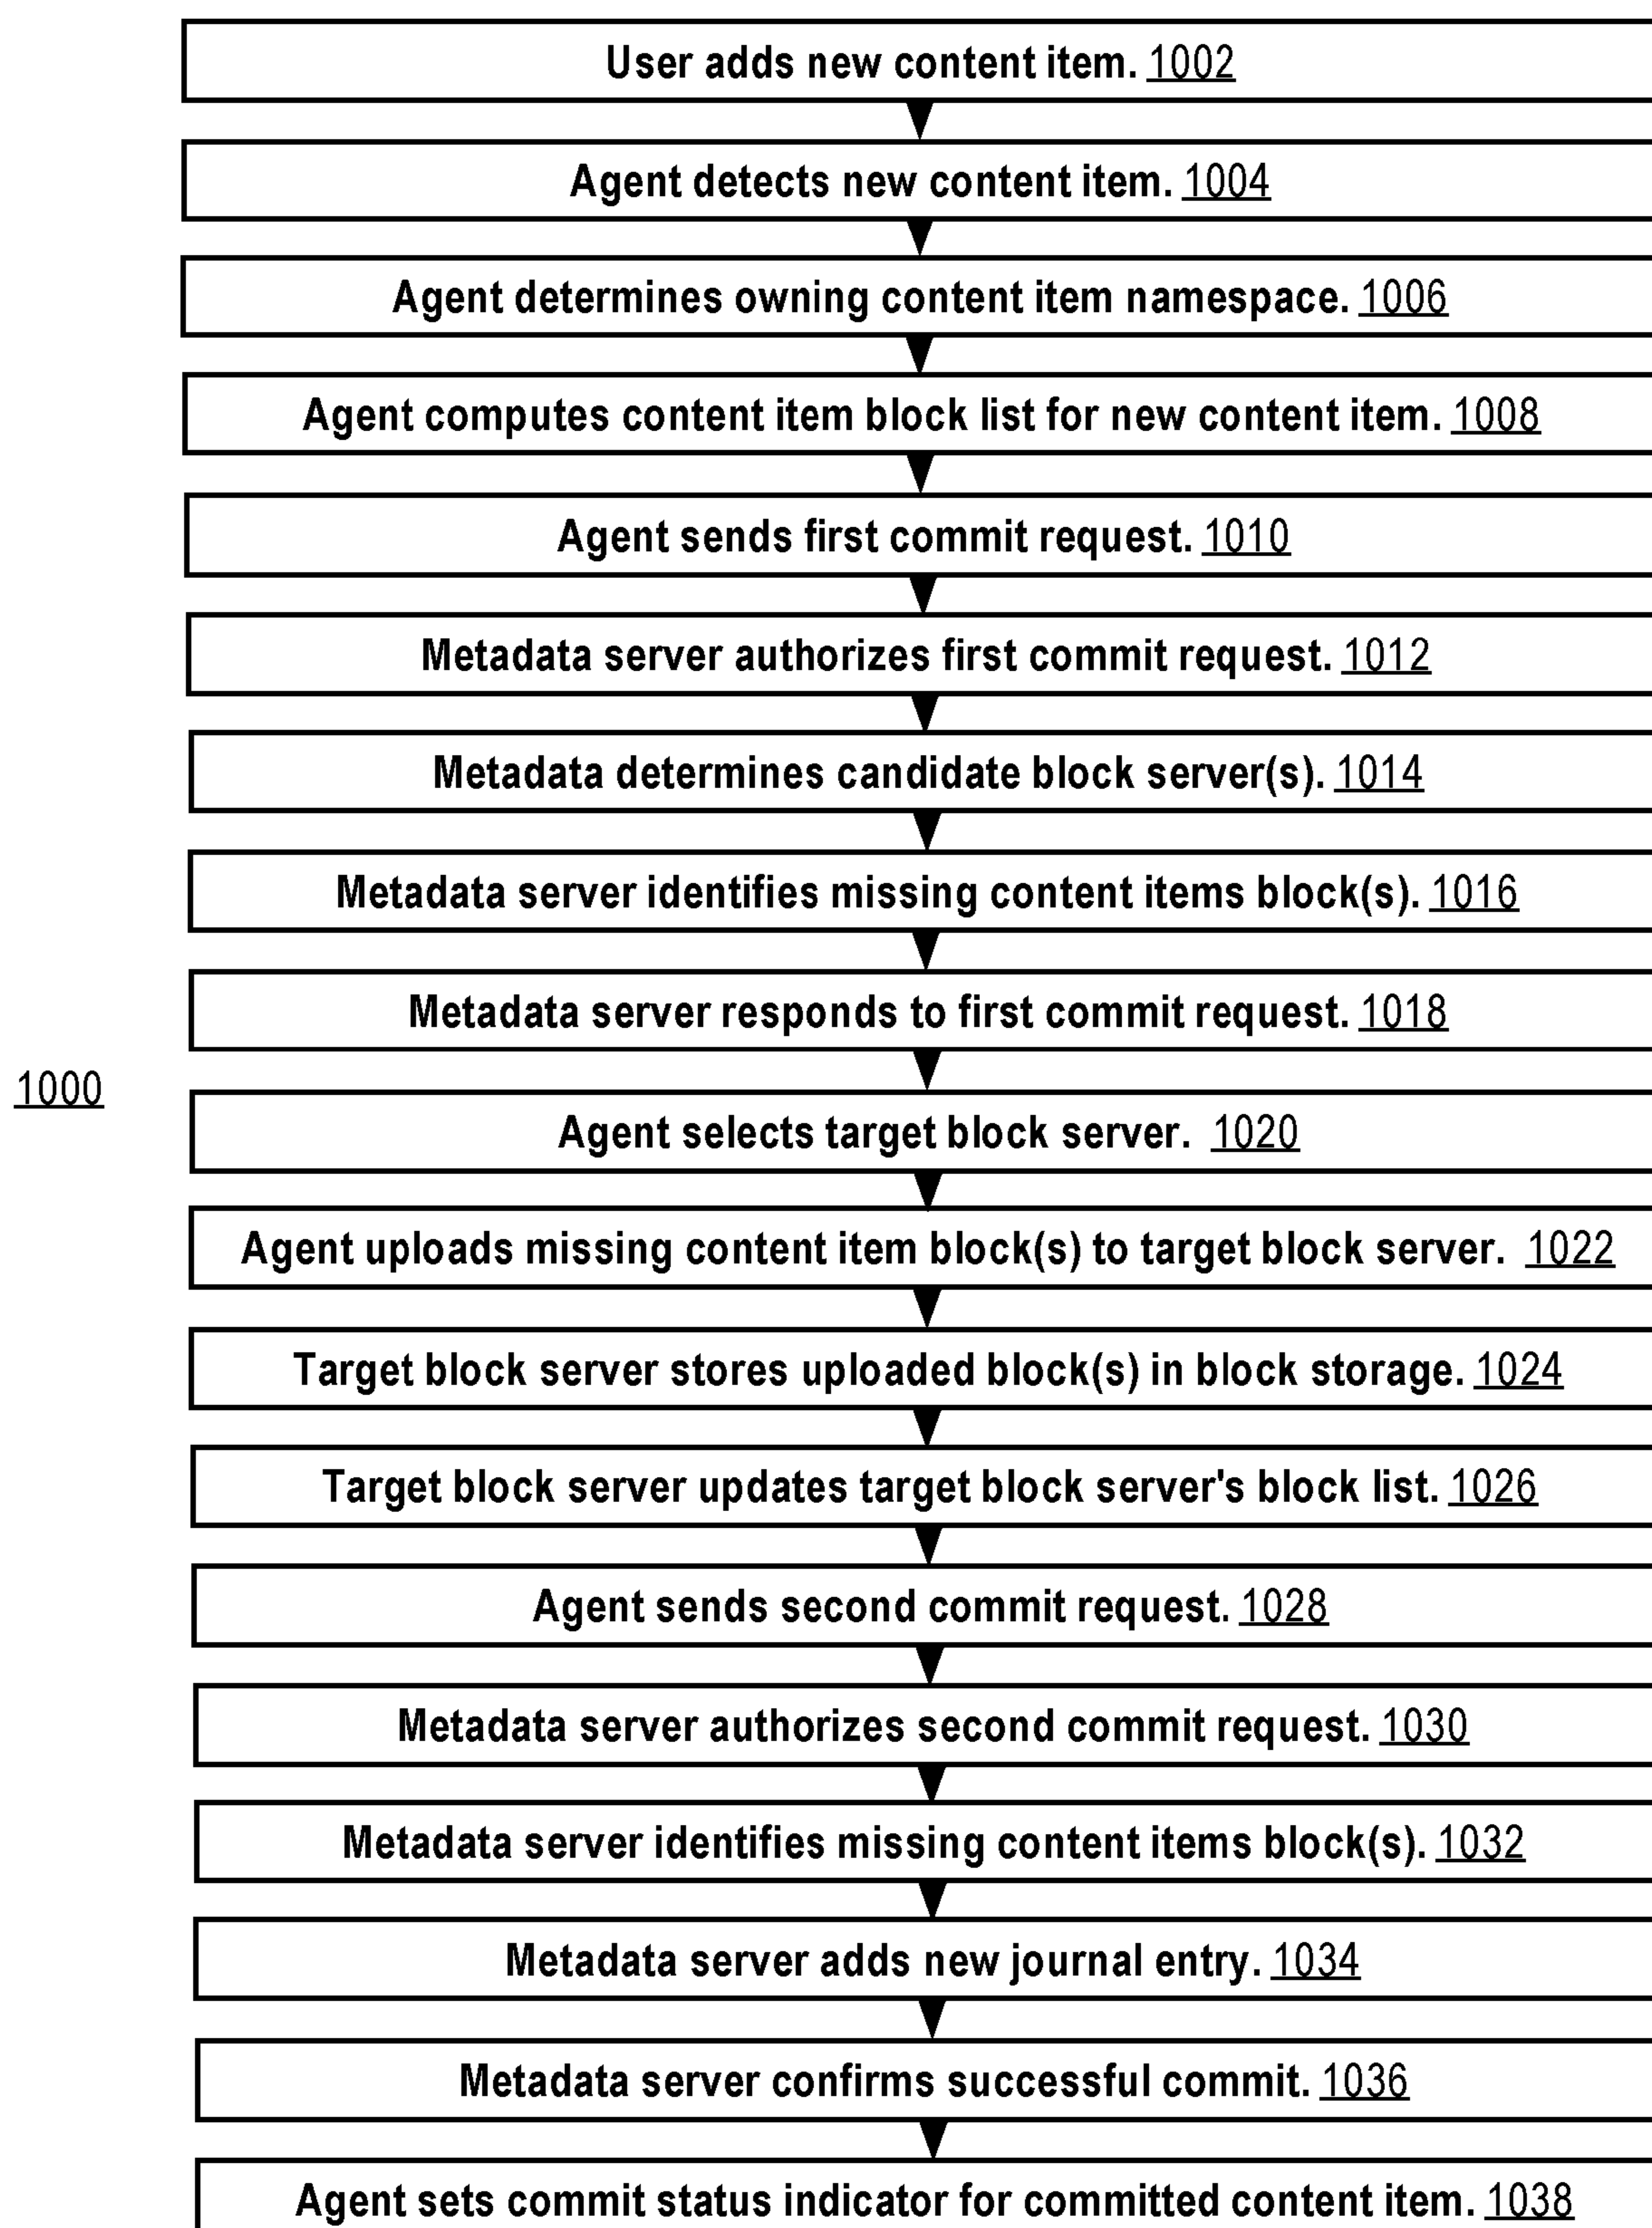 User adds new content item. 1002
Agent detects new content item. 1004
Agent determines owning content item namespace. 1006
Agent computes content item block list for new content item. 1008
Agent sends first commit request. 1010
Metadata server authorizes first commit request. 1012
Metadata determines candidate block server(s). 1014
Metadata server identifies missing content items block(s). 1016
Metadata server responds to first commit request. 1018
1000
Agent selects target block server. 1020
Agent uploads missing content item block(s) to target block server. 1022
Target block server stores uploaded block(s) in block storage. 1024
Target block server updates target block server's block list. 1026
Agent sends second commit request. 1028
Metadata server authorizes second commit request. 1030
Metadata server identifies missing content items block(s). 1032
Metadata server adds new journal entry. 1034
Metadata server confirms successful commit. 1036
Agent sets commit status indicator for committed content item. 1038